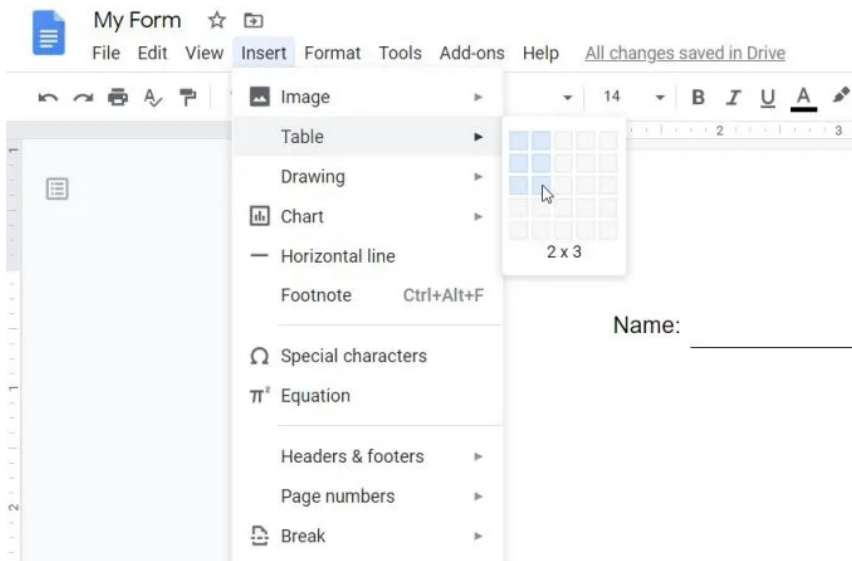 My Form
File Edit View Insert Format Tools Add-ons Help All changes saved in Drive
14 B I U A
Image
Table
Drawing
Chart
Horizontal line
Footnote Ctrl+Alt+F
Special characters
Equation
Headers & footers
Page numbers
Break
2 x 3
Name:
1
2
3
1
1
2